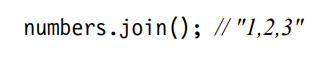 numbers.join(); // "1,2,3"